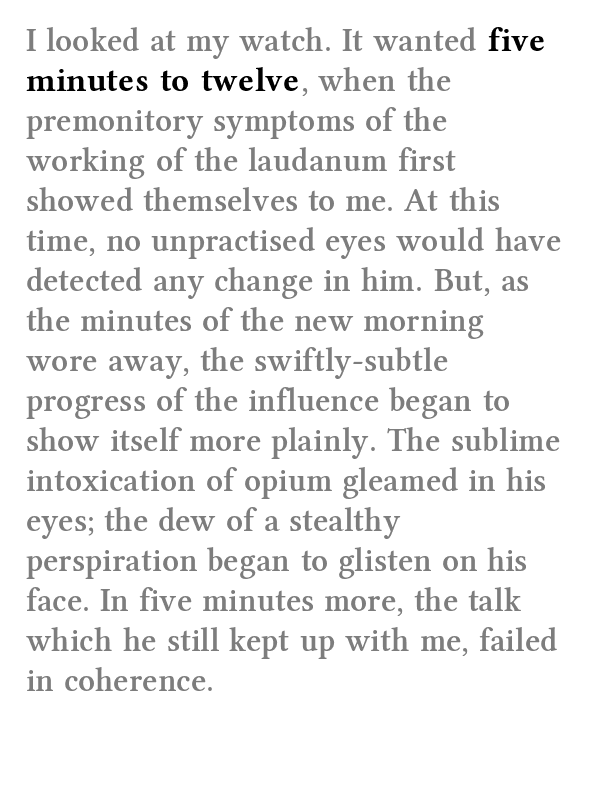 I looked at my watch. It wanted five
minutes to twelve, when the
premonitory symptoms of the
working of the laudanum first
showed themselves to me. At this
time, no unpractised eyes would have
detected any change in him. But, as
the minutes of the new morning
wore away, the swiftly-subtle
progress of the influence began to
show itself more plainly. The sublime
intoxication of opium gleamed in his
eyes; the dew of a stealthy
perspiration began to glisten on his
face. In five minutes more, the talk
which he still kept up with me, failed
in coherence.